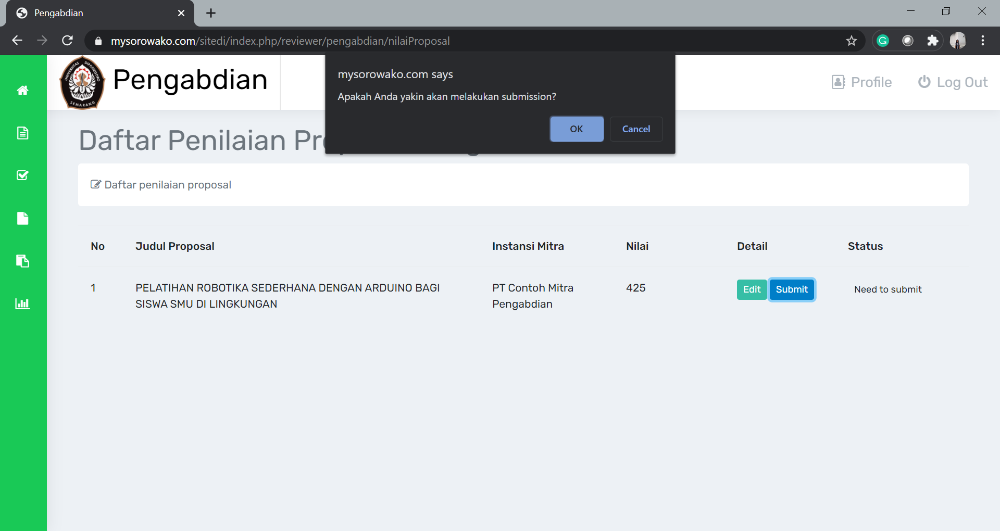 Pengabdian
mysorowako.com/sitedi/index.php/reviewer/pengabdian/nilaiProposal
UNIVERSITAS DIPONEGORO
SEMARANG
Pengabdian
mysorowako.com says
Apakah Anda yakin akan melakukan submission?
OK
Cancel
Profile
Log Out
Daftar Penilaian
Daftar penilaian proposal
No Judul Proposal Instansi Mitra Nilai Detail Status
1 PELATIHAN ROBOTIKA SEDERHANA DENGAN ARDUINO BAGI
SISWA SMU DI LINGKUNGAN
PT Contoh Mitra
Pengabdian
425
Edit
Submit
Need to submit